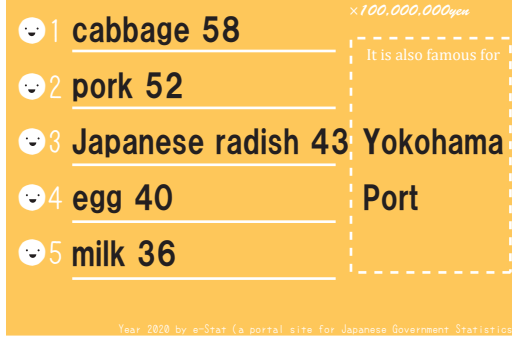 ×100,000,000yen
1 cabbage 58
It is also famous for
2 pork 52
3 Japanese radish 43
Yokohama
4 egg 40
Port
5 milk 36
Year 2020 by e-Stat (a portal site for Japanese Government Statistics